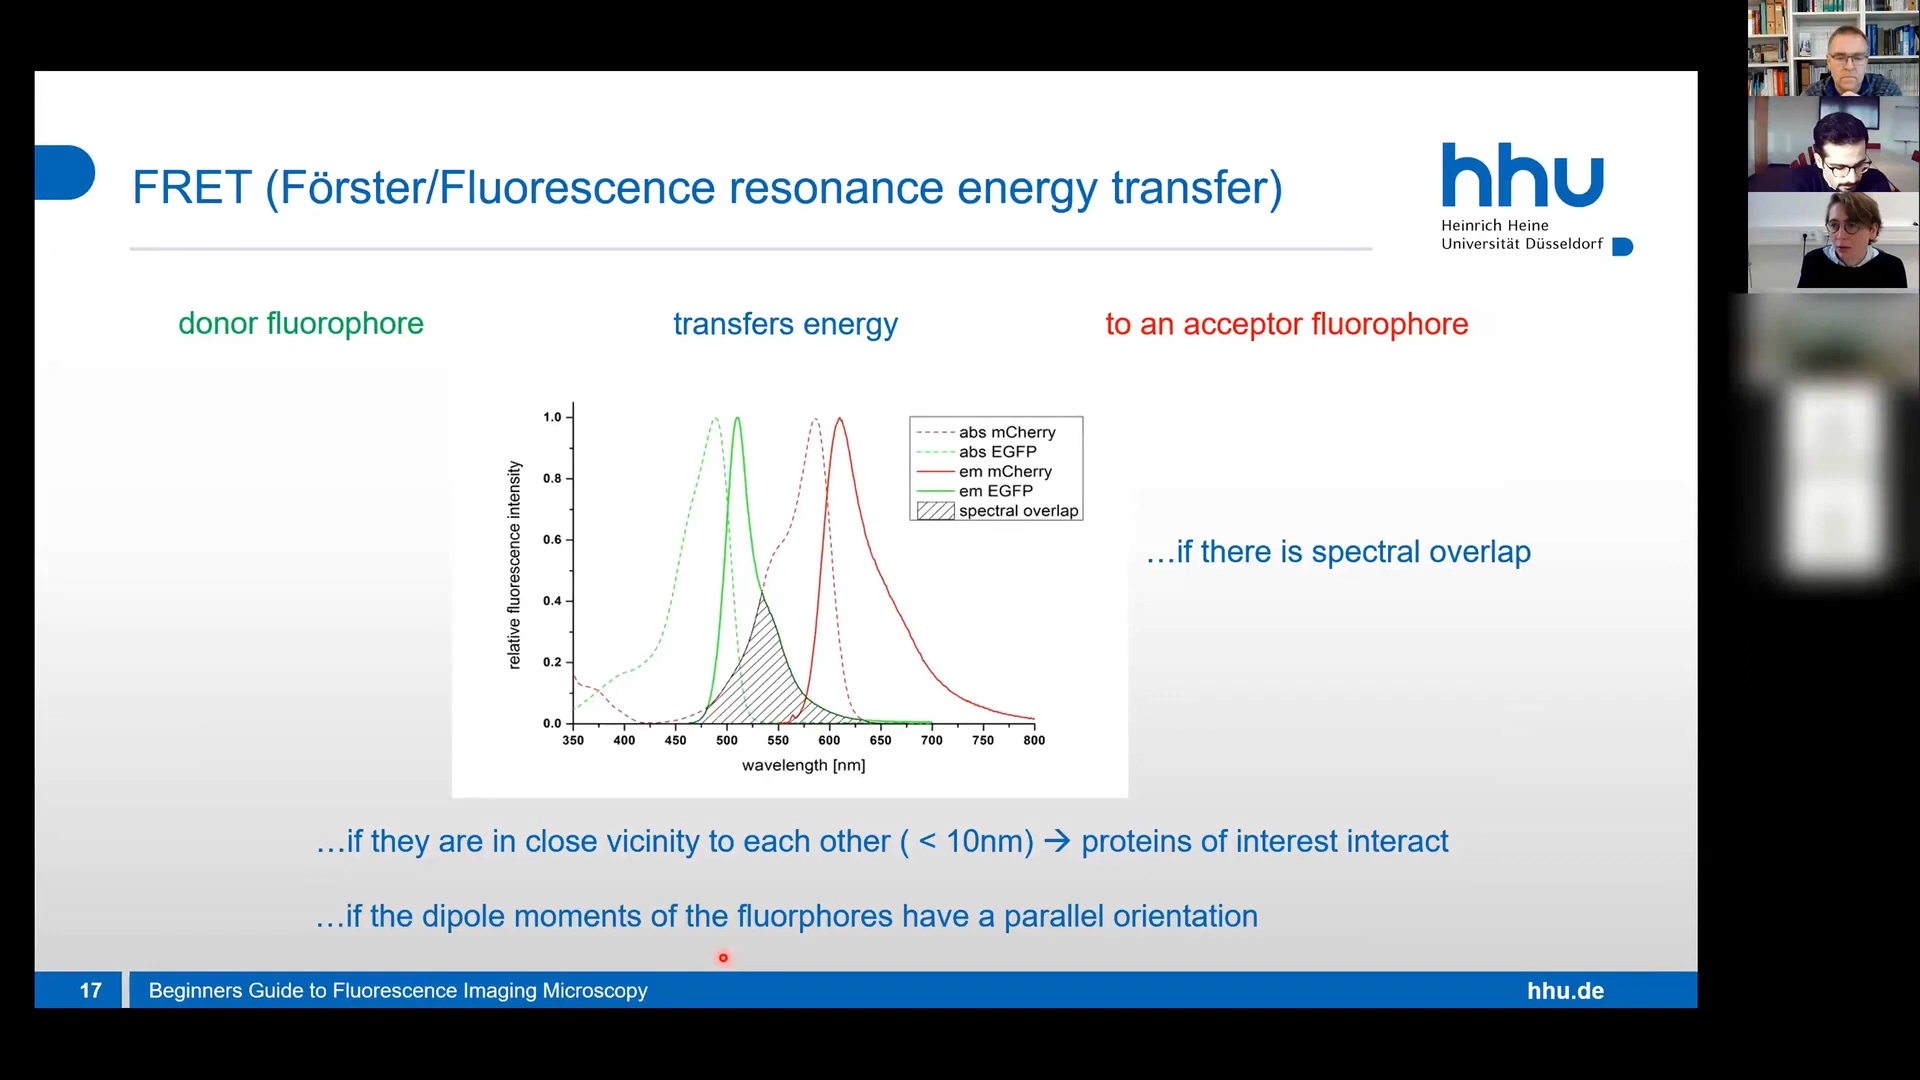 FRET (Förster/Fluorescence resonance energy transfer)
hhu
Heinrich Heine
Universität Düsseldorf
donor fluorophore
transfers energy
to an acceptor fluorophore
relative fluorescence intensity
1.0
0.8
0.6
0.4
0.2
0.0
350 400 450 500 550 600 650 700 750 800
wavelength [nm]
abs mCherry
abs EGFP
em mCherry
em EGFP
spectral overlap
…if there is spectral overlap
…if they are in close vicinity to each other ( < 10nm) → proteins of interest interact
…if the dipole moments of the fluorphores have a parallel orientation
17
Beginners Guide to Fluorescence Imaging Microscopy
hhu.de